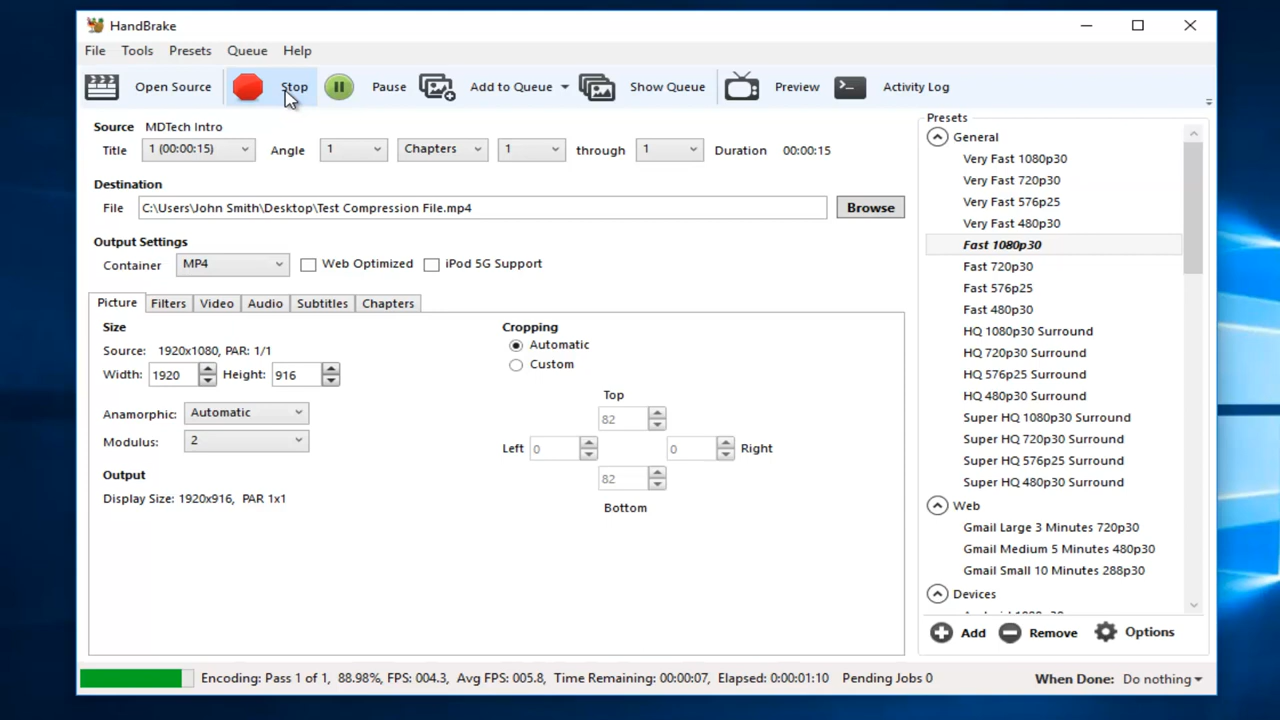 HandBrake
File Tools Presets Queue Help
Open Source Stop Pause Add to Queue Show Queue Preview Activity Log
Source MDTech Intro
Title 1 (00:00:15) Angle 1 Chapters 1 through 1 Duration 00:00:15
Destination
File C:\Users\John Smith\Desktop\Test Compression File.mp4 Browse
Output Settings
Container MP4 Web Optimized iPod 5G Support
Picture Filters Video Audio Subtitles Chapters
Size
Source: 1920x1080, PAR: 1/1
Width: 1920 Height: 916
Anamorphic: Automatic
Modulus: 2
Output
Display Size: 1920x916, PAR 1x1
Cropping
Automatic
Custom
Top
82
Left 0 0 Right
82
Bottom
Presets
General
Very Fast 1080p30
Very Fast 720p30
Very Fast 576p25
Very Fast 480p30
Fast 1080p30
Fast 720p30
Fast 576p25
Fast 480p30
HQ 1080p30 Surround
HQ 720p30 Surround
HQ 576p25 Surround
HQ 480p30 Surround
Super HQ 1080p30 Surround
Super HQ 720p30 Surround
Super HQ 576p25 Surround
Super HQ 480p30 Surround
Web
Gmail Large 3 Minutes 720p30
Gmail Medium 5 Minutes 480p30
Gmail Small 10 Minutes 288p30
Devices
Add Remove Options
Encoding: Pass 1 of 1, 88.98%, FPS: 004.3, Avg FPS: 005.8, Time Remaining: 00:00:07, Elapsed: 0:00:01:10 Pending Jobs 0
When Done: Do nothing